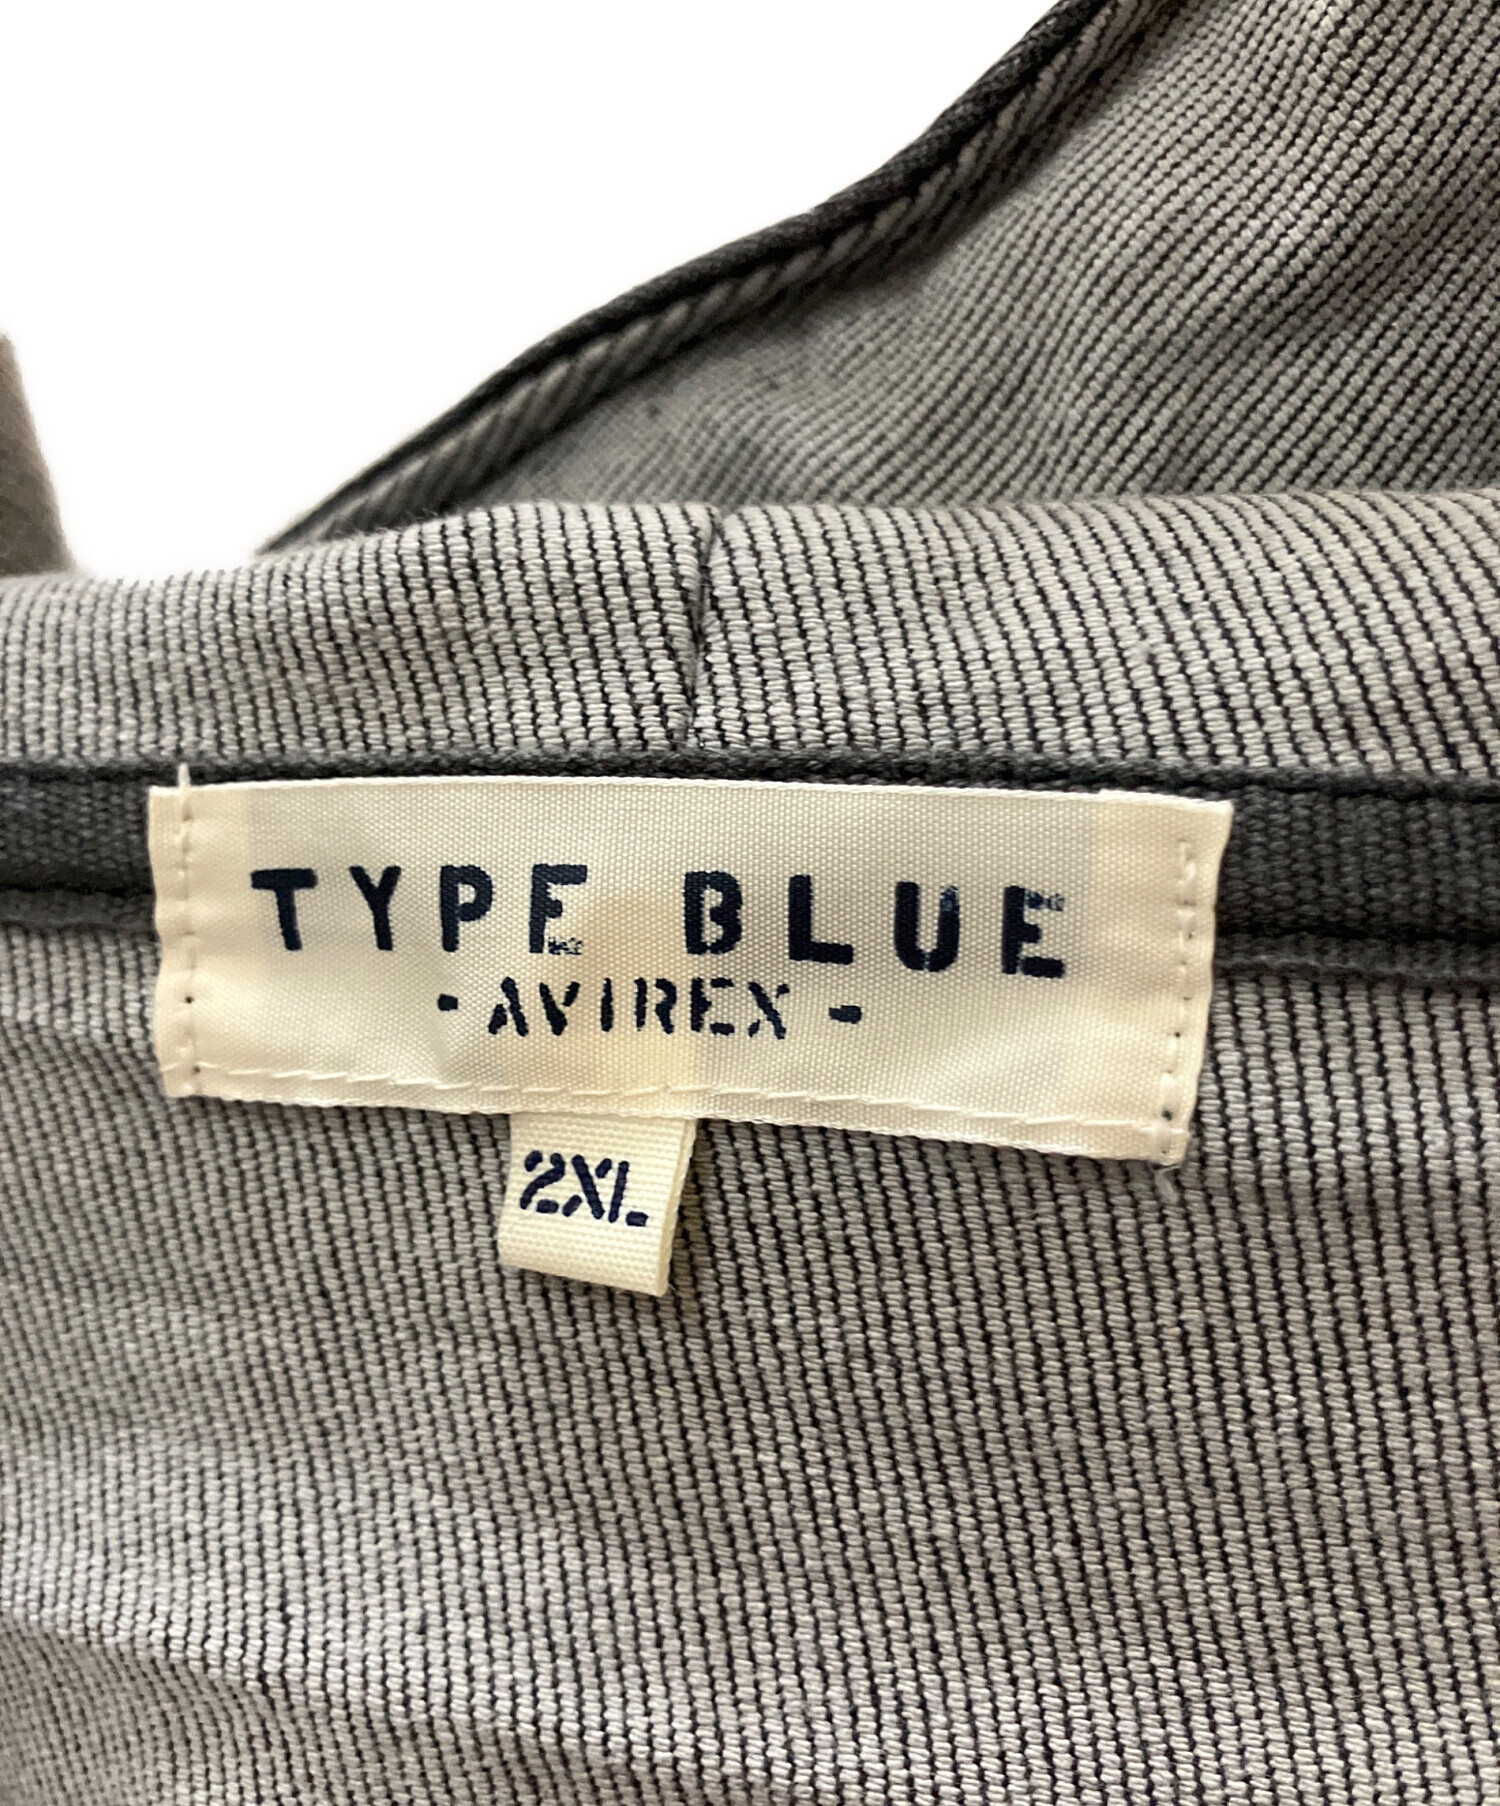 TYPE BLUE
- AVIREX -
2XL